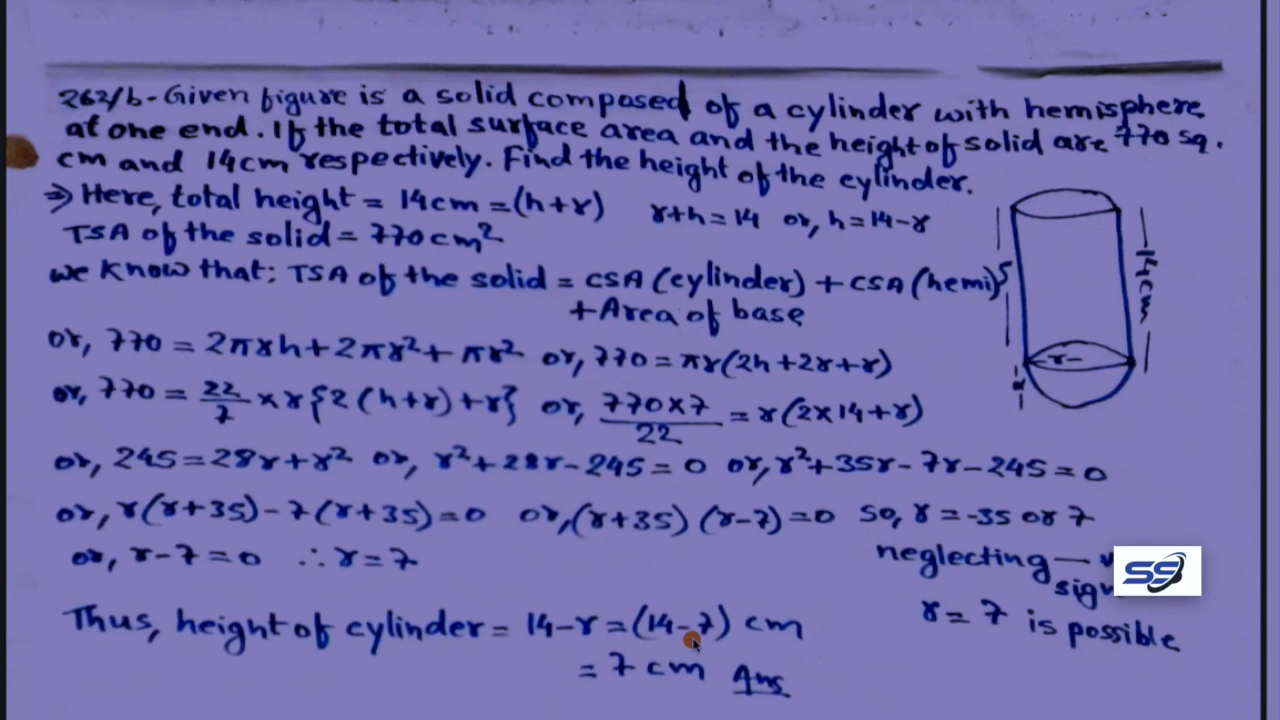 262/b- Given figure is a solid composed of a cylinder with hemisphere
at one end. If the total surface area and the height of solid are 770 sq.
cm and 14cm respectively. Find the height of the cylinder.
⇒ Here, total height = 14cm = (h+r) r+h = 14 or, h = 14-r
TSA of the solid = 770cm²
We know that: TSA of the solid = CSA (cylinder) + CSA (hemi)
+ Area of base
or, 770 = 2πrh + 2πr² + πr² or, 770 = πr(2h+2r+r)
or, 770 = 22/7 × r{2(h+r)+r} or, 770×7/22 = r(2×14+r)
or, 245 = 28r+r² or, r²+28r-245 = 0 or, r²+35r-7r-245 = 0
or, r(r+35)-7(r+35) = 0 or, (r+35)(r-7) = 0 so, r = -35 or 7
or, r-7 = 0 ∴ r = 7
neglecting —
sign
r = 7 is possible
Thus, height of cylinder = 14-r = (14-7) cm
= 7 cm Ans
14cm
r
r
SS